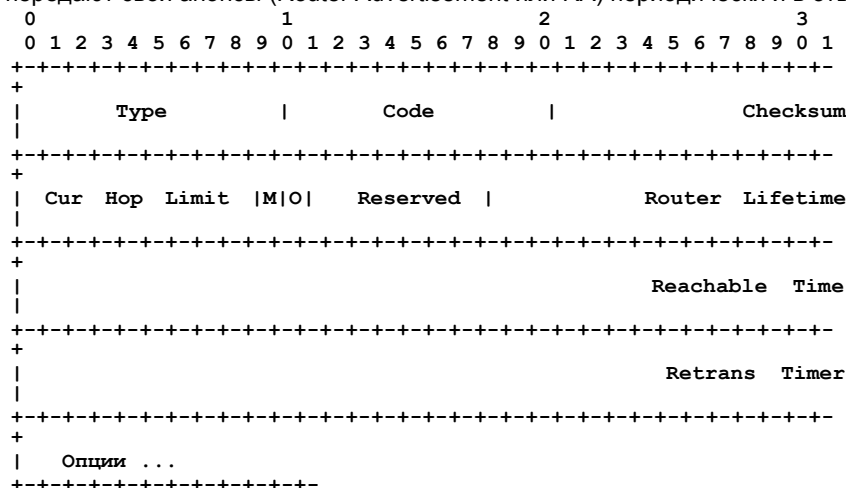 передают свои анонсы (Router Advertisement или RA) периодически и в
0 1 2 3
0 1 2 3 4 5 6 7 8 9 0 1 2 3 4 5 6 7 8 9 0 1 2 3 4 5 6 7 8 9 0 1
+-+-+-+-+-+-+-+-+-+-+-+-+-+-+-+-+-+-+-+-+-+-+-+-+-+-+-+-+-+-+-+-
+
| Type | Code | Checksum
|
+-+-+-+-+-+-+-+-+-+-+-+-+-+-+-+-+-+-+-+-+-+-+-+-+-+-+-+-+-+-+-+-
+
| Cur Hop Limit |M|O| Reserved | Router Lifetime
|
+-+-+-+-+-+-+-+-+-+-+-+-+-+-+-+-+-+-+-+-+-+-+-+-+-+-+-+-+-+-+-+-
+
| Reachable Time
|
+-+-+-+-+-+-+-+-+-+-+-+-+-+-+-+-+-+-+-+-+-+-+-+-+-+-+-+-+-+-+-+-
+
| Retrans Timer
|
+-+-+-+-+-+-+-+-+-+-+-+-+-+-+-+-+-+-+-+-+-+-+-+-+-+-+-+-+-+-+-+-
+
| Опции ...
+-+-+-+-+-+-+-+-+-+-+-+-